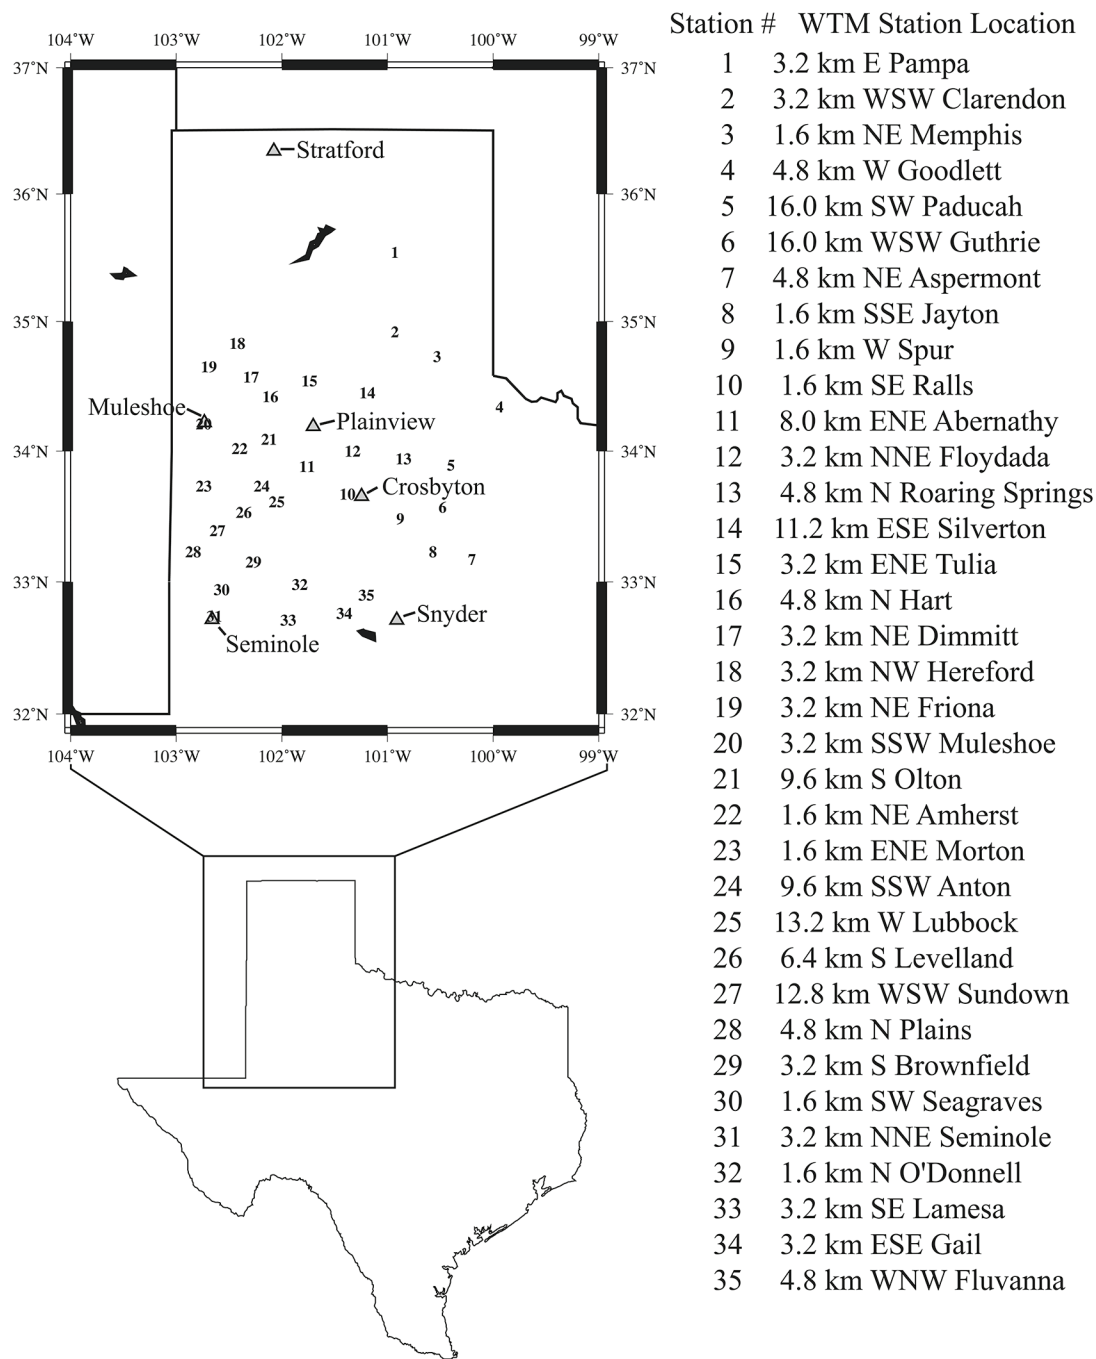 Station # WTM Station Location
1 3.2 km E Pampa
2 3.2 km WSW Clarendon
3 1.6 km NE Memphis
4 4.8 km W Goodlett
5 16.0 km SW Paducah
6 16.0 km WSW Guthrie
7 4.8 km NE Aspermont
8 1.6 km SSE Jayton
9 1.6 km W Spur
10 1.6 km SE Ralls
11 8.0 km ENE Abernathy
12 3.2 km NNE Floydada
13 4.8 km N Roaring Springs
14 11.2 km ESE Silverton
15 3.2 km ENE Tulia
16 4.8 km N Hart
17 3.2 km NE Dimmitt
18 3.2 km NW Hereford
19 3.2 km NE Friona
20 3.2 km SSW Muleshoe
21 9.6 km S Olton
22 1.6 km NE Amherst
23 1.6 km ENE Morton
24 9.6 km SSW Anton
25 13.2 km W Lubbock
26 6.4 km S Levelland
27 12.8 km WSW Sundown
28 4.8 km N Plains
29 3.2 km S Brownfield
30 1.6 km SW Seagraves
31 3.2 km NNE Seminole
32 1.6 km N O'Donnell
33 3.2 km SE Lamesa
34 3.2 km ESE Gail
35 4.8 km WNW Fluvanna
104°W 103°W 102°W 101°W 100°W 99°W
37°N 37°N
Stratford
36°N 36°N
1
35°N 35°N
2
18
3
19
17
15
16
14
4
Muleshoe
20
Plainview
21
22
12
34°N 34°N
13
5
11
23
24
Crosbyton
10
25
6
26
9
27
28
8
29
7
33°N 33°N
32
30
35
34
Snyder
31
33
Seminole
32°N 32°N
104°W 103°W 102°W 101°W 100°W 99°W